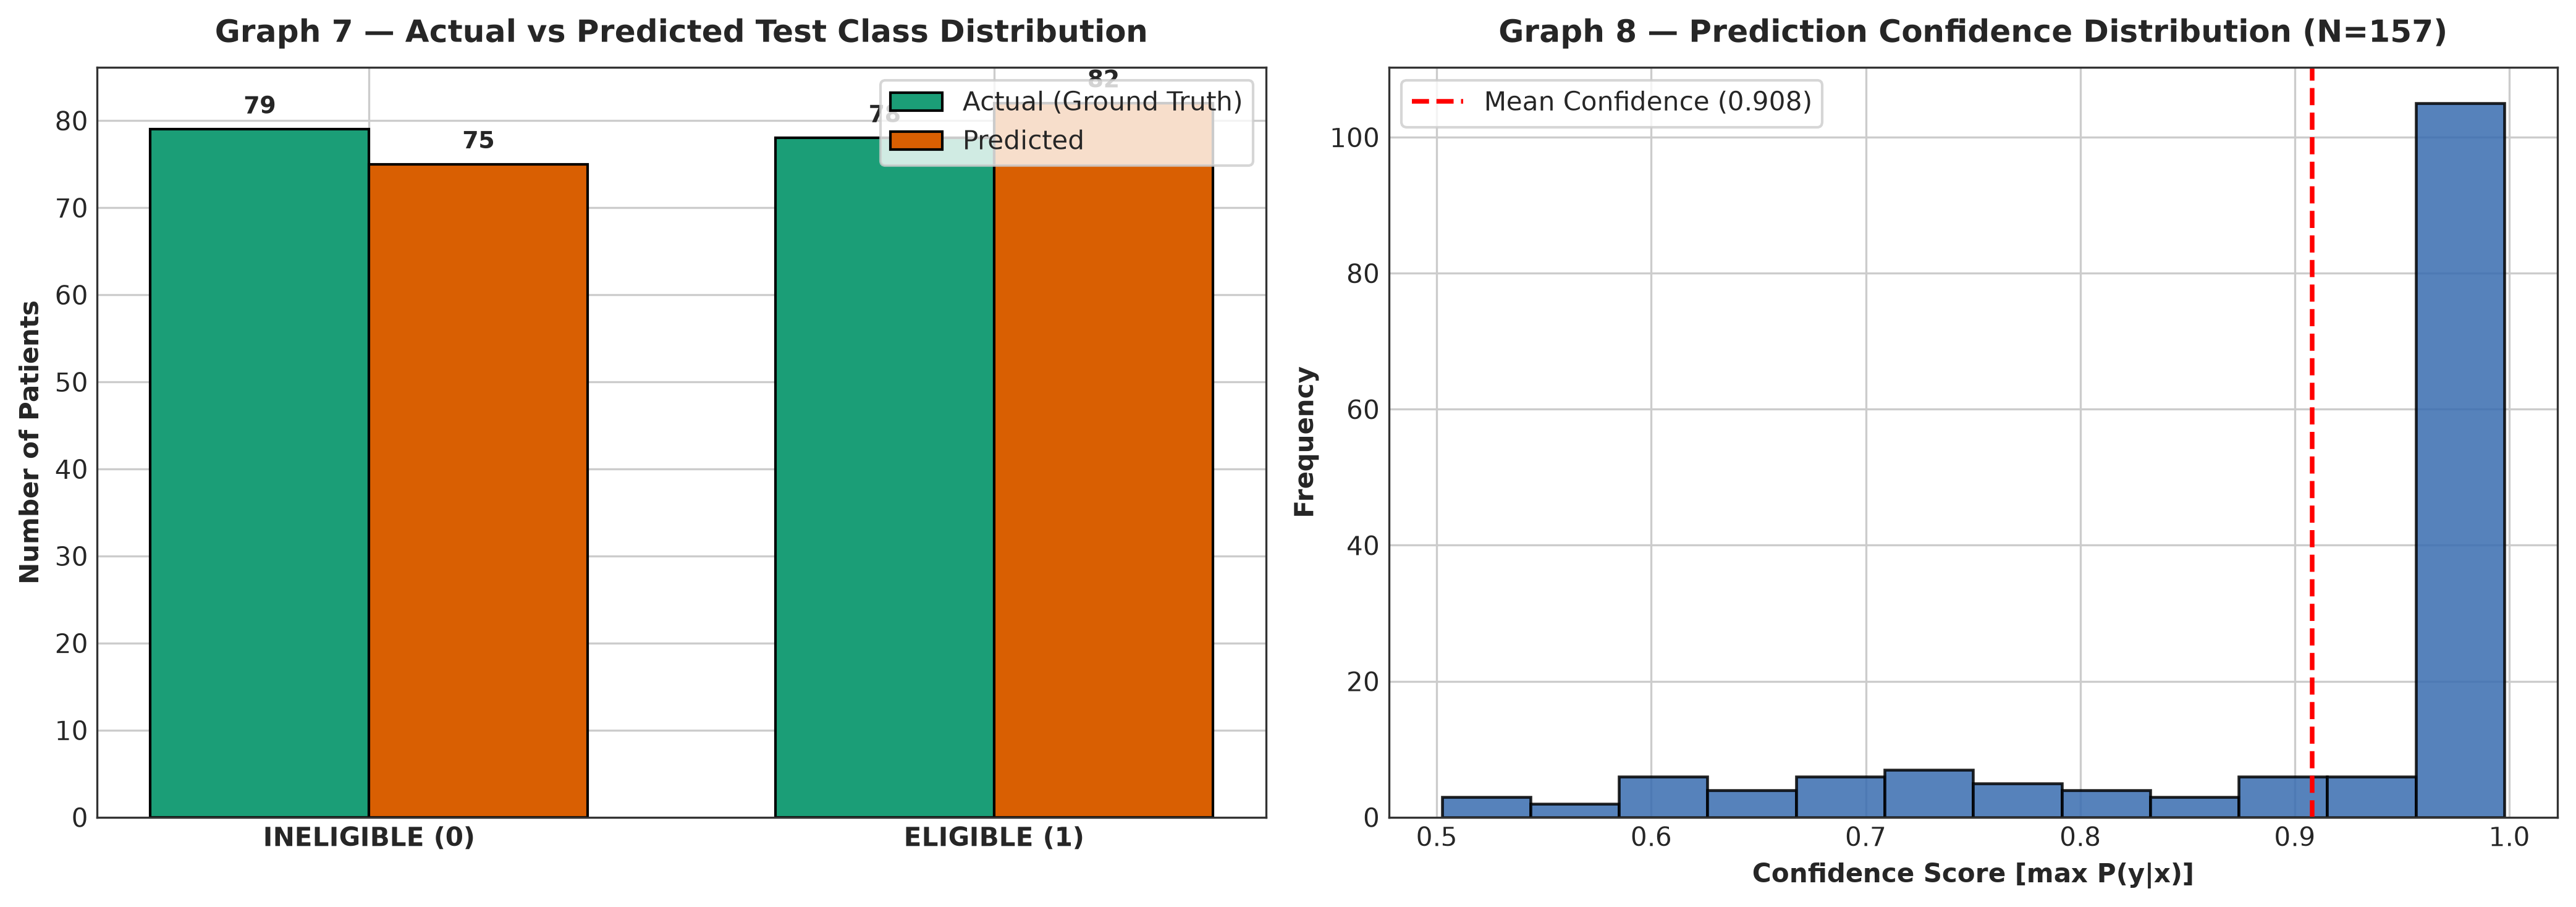 Graph 7 — Actual vs Predicted Test Class Distribution
82
Actual (Ground Truth)
Predicted
79
75
78
80
70
60
50
40
30
20
10
0
Number of Patients
INELIGIBLE (0)
ELIGIBLE (1)
Graph 8 — Prediction Confidence Distribution (N=157)
Mean Confidence (0.908)
100
80
60
40
20
0
Frequency
0.5 0.6 0.7 0.8 0.9 1.0
Confidence Score [max P(y|x)]